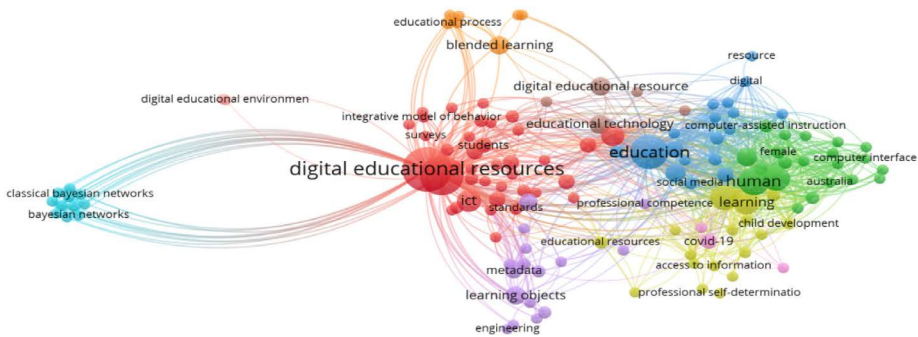 educational process
blended learning
resource
digital educational resource
digital
digital educational environmen
integrative model of behavior
educational technology
computer-assisted instruction
surveys
students
education
female
computer interface
digital educational resources
social media
human
australia
classical bayesian networks
ict
standards
professional competence
learning
bayesian networks
child development
educational resources
covid-19
metadata
access to information
learning objects
professional self-determinatio
engineering